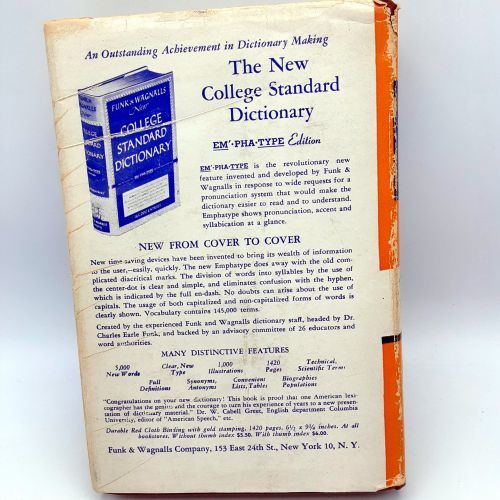 An Outstanding Achievement in Dictionary Making
The New
College Standard
Dictionary
EM'·PHA·TYPE Edition
FUNK & WAGNALLS
New
COLLEGE
STANDARD
DICTIONARY
EM'·PHA·TYPE is the revolutionary new
feature invented and developed by Funk &
Wagnalls in response to wide requests for a
pronunciation system that would make the
dictionary easier to read and to understand.
Emphatype shows pronunciation, accent and
syllabication at a glance.
NEW FROM COVER TO COVER
New time-saving devices have been invented to bring its wealth of information
to the user,—easily, quickly. The new Emphatype does away with the old com-
plicated diacritical marks. The division of words into syllables by the use of
the center-dot is clear and simple, and eliminates confusion with the hyphen,
which is indicated by the full en-dash. No doubts can arise about the use of
capitals. The usage of both capitalized and non-capitalized forms of words is
clearly shown. Vocabulary contains 145,000 terms.
Created by the experienced Funk and Wagnalls dictionary staff, headed by Dr.
Charles Earle Funk, and backed by an advisory committee of 26 educators and
word authorities.
MANY DISTINCTIVE FEATURES
5,000 Clear, New 1,000 1420 Technical,
New Words Type Illustrations Pages Scientific Terms
Full Synonyms, Convenient Biographies
Definitions Antonyms Lists, Tables Populations
"Congratulations on your new dictionary! This book is proof that one American lexi-
cographer has the genius and the courage to turn his experience of years to a new presen-
tation of dictionary material." Dr. W. Cabell Greet, English department Columbia
University, editor of "American Speech," etc.
Durable Red Cloth Binding with gold stamping, 1420 pages, 6½ x 9¾ inches. At all
bookstores. Without thumb index $5.50. With thumb index $6.00.
Funk & Wagnalls Company, 153 East 24th St., New York 10, N. Y.